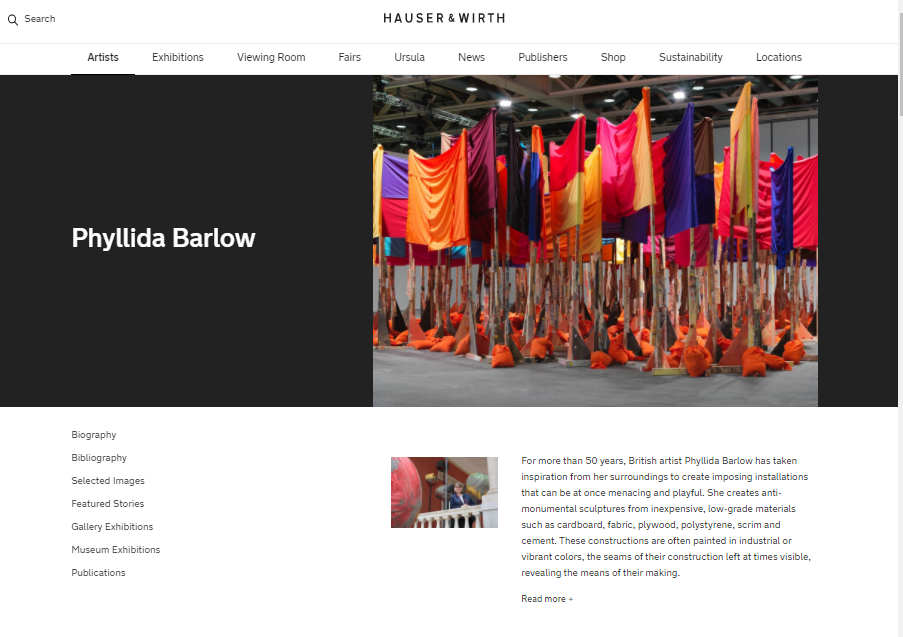 Search
HAUSER & WIRTH
Artists Exhibitions Viewing Room Fairs Ursula News Publishers Shop Sustainability Locations
Phyllida Barlow
Biography
Bibliography
Selected Images
Featured Stories
Gallery Exhibitions
Museum Exhibitions
Publications
For more than 50 years, British artist Phyllida Barlow has taken
inspiration from her surroundings to create imposing installations
that can be at once menacing and playful. She creates anti-
monumental sculptures from inexpensive, low-grade materials
such as cardboard, fabric, plywood, polystyrene, scrim and
cement. These constructions are often painted in industrial or
vibrant colors, the seams of their construction left at times visible,
revealing the means of their making.
Read more +